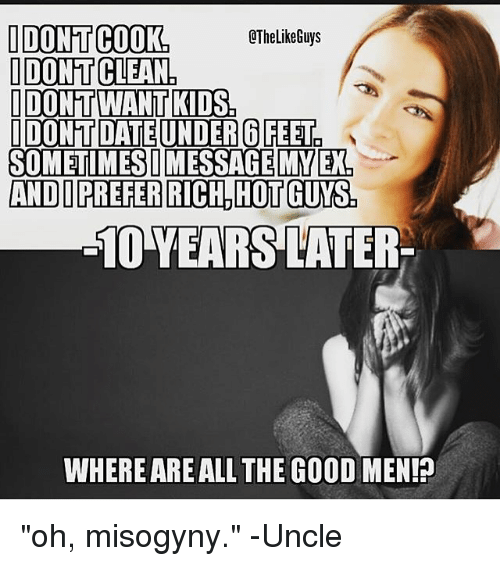 I DONT COOK.
@TheLikeGuys
I DONT CLEAN.
I DONT WANT KIDS.
I DONT DATE UNDER 6 FEET.
SOMETIMES I MESSAGE MY EX.
AND I PREFER RICH, HOT GUYS.
-10 YEARS LATER-
WHERE ARE ALL THE GOOD MEN!?
"oh, misogyny." -Uncle